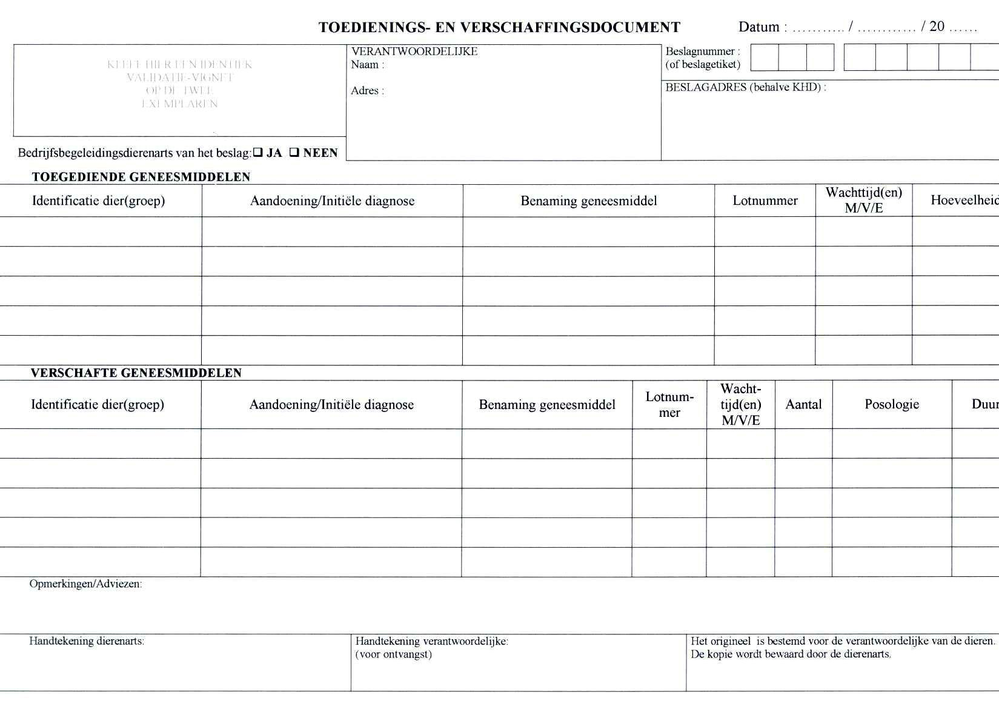 TOEDIENINGS- EN VERSCHAFFINGSDOCUMENT
Datum : ........... / ............ / 20 ......
KLEEF HIER EEN IDENTIEK
VALIDATIE-VIGNET
OP DE TWEE
EXEMPLAREN
VERANTWOORDELIJKE
Naam :
Adres :
Beslagnummer :
(of beslagetiket)
BESLAGADRES (behalve KHD) :
Bedrijfsbegeleidingsdierenarts van het beslag: ❑ JA ❑ NEEN
TOEGEDIENDE GENEESMIDDELEN
Identificatie dier(groep)
Aandoening/Initiële diagnose
Benaming geneesmiddel
Lotnummer
Wachttijd(en)
M/V/E
Hoeveelheid
VERSCHAFTE GENEESMIDDELEN
Identificatie dier(groep)
Aandoening/Initiële diagnose
Benaming geneesmiddel
Lotnum-
mer
Wacht-
tijd(en)
M/V/E
Aantal
Posologie
Duur
Opmerkingen/Adviezen:
Handtekening dierenarts:
Handtekening verantwoordelijke:
(voor ontvangst)
Het origineel is bestemd voor de verantwoordelijke van de dieren.
De kopie wordt bewaard door de dierenarts.